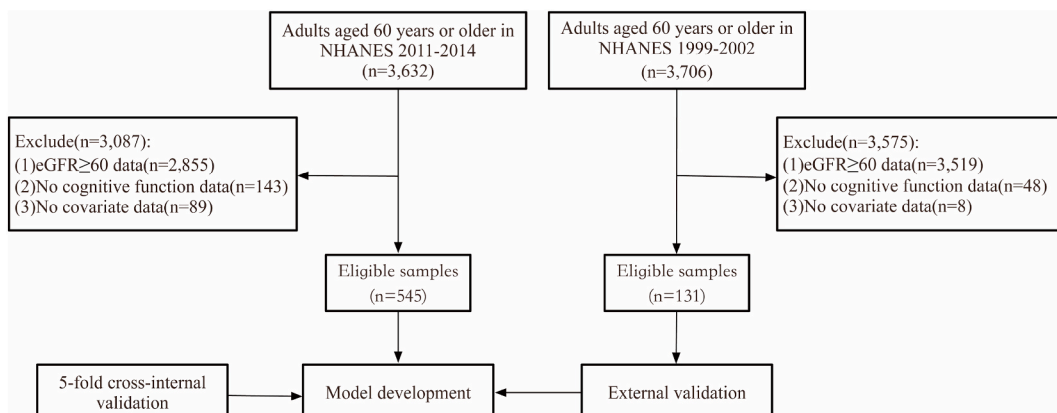 Adults aged 60 years or older in
NHANES 2011-2014
(n=3,632)
Adults aged 60 years or older in
NHANES 1999-2002
(n=3,706)
Exclude(n=3,087):
(1)eGFR≥60 data(n=2,855)
(2)No cognitive function data(n=143)
(3)No covariate data(n=89)
Exclude(n=3,575):
(1)eGFR≥60 data(n=3,519)
(2)No cognitive function data(n=48)
(3)No covariate data(n=8)
Eligible samples
(n=545)
Eligible samples
(n=131)
5-fold cross-internal
validation
Model development
External validation